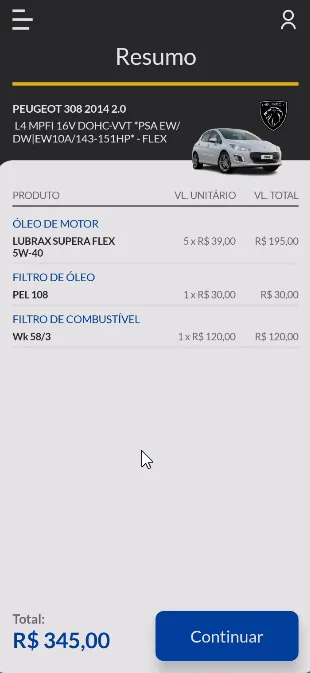 Resumo
PEUGEOT 308 2014 2.0
L4 MPFI 16V DOHC-VVT *PSA EW/
DW|EW10A/143-151HP* - FLEX
PRODUTO VL. UNITÁRIO VL. TOTAL
ÓLEO DE MOTOR
LUBRAX SUPERA FLEX 5 x R$ 39,00 R$ 195,00
5W-40
FILTRO DE ÓLEO
PEL 108 1 x R$ 30,00 R$ 30,00
FILTRO DE COMBUSTÍVEL
Wk 58/3 1 x R$ 120,00 R$ 120,00
Total:
R$ 345,00
Continuar